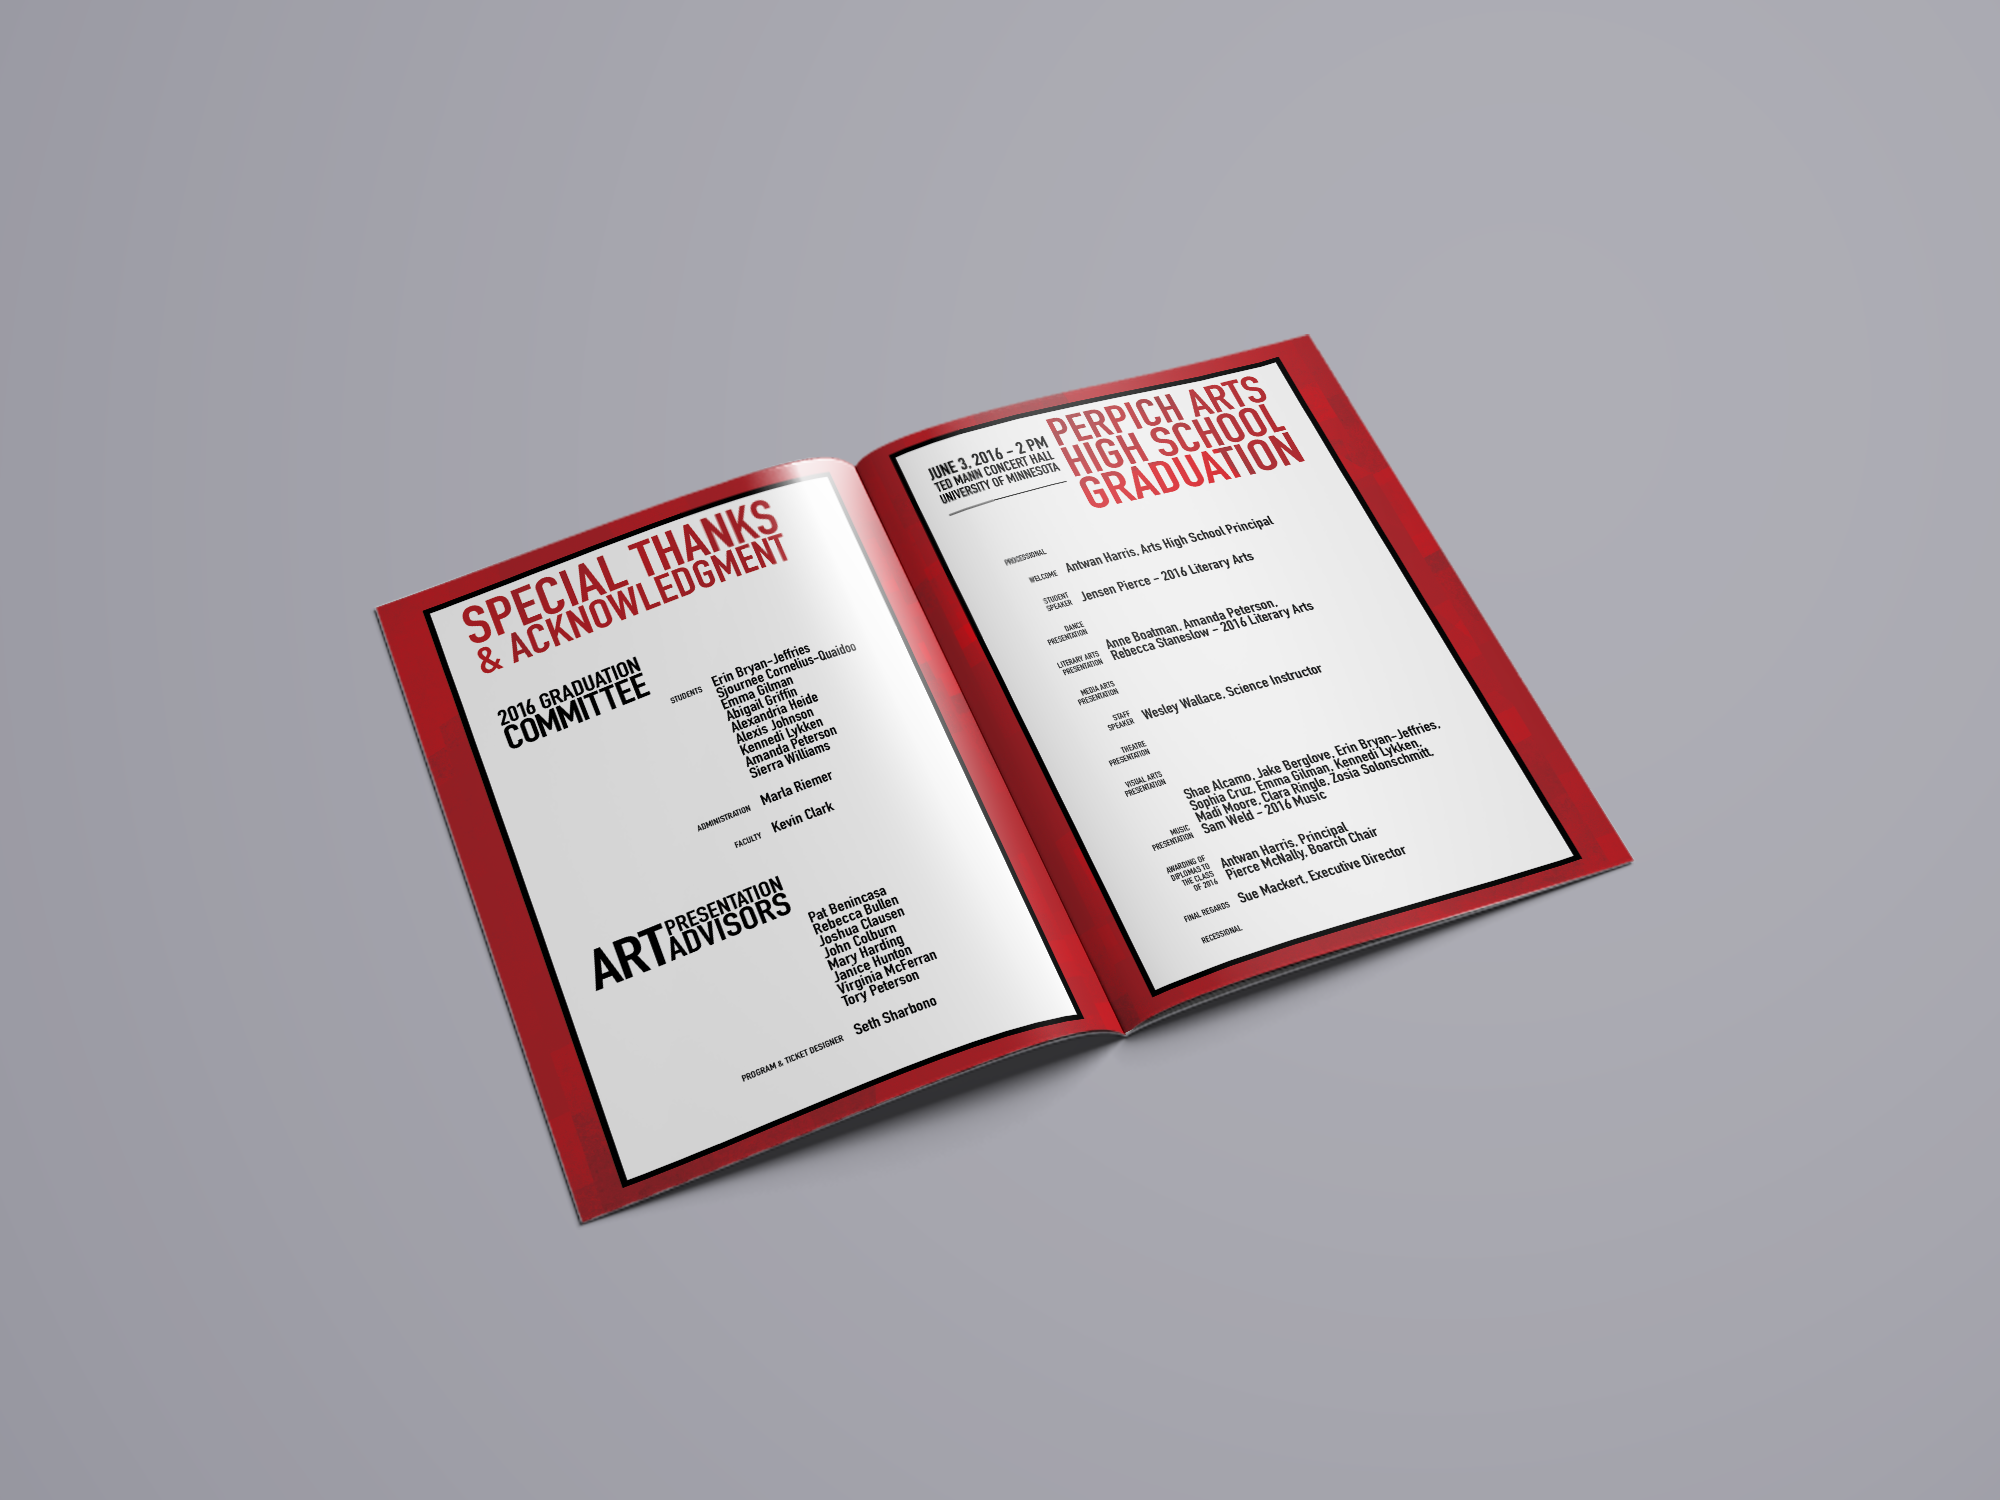 SPECIAL THANKS
& ACKNOWLEDGMENT
2016 GRADUATION
COMMITTEE
STUDENTS
Erin Bryan-Jeffries
Sjournee Cornelius-Quaidoo
Emma Gilman
Abigail Griffin
Alexandria Heide
Alexis Johnson
Kennedi Lykken
Amanda Peterson
Sierra Williams
ADMINISTRATION
Marla Riemer
FACULTY
Kevin Clark
ART PRESENTATION
ADVISORS
Pat Benincasa
Rebecca Bullen
Joshua Clausen
John Colburn
Mary Harding
Janice Hunton
Virginia McFerran
Tory Peterson
PROGRAM & TICKET DESIGNER
Seth Sharbono
JUNE 3, 2016 – 2 PM
TED MANN CONCERT HALL
UNIVERSITY OF MINNESOTA
PERPICH ARTS
HIGH SCHOOL
GRADUATION
PROCESSIONAL
WELCOME
Antwan Harris, Arts High School Principal
STUDENT
SPEAKER
Jensen Pierce – 2016 Literary Arts
DANCE
PRESENTATION
LITERARY ARTS
PRESENTATION
Anne Boatman, Amanda Peterson,
Rebecca Staneslow – 2016 Literary Arts
MEDIA ARTS
PRESENTATION
STAFF
SPEAKER
Wesley Wallace, Science Instructor
THEATRE
PRESENTATION
VISUAL ARTS
PRESENTATION
MUSIC
PRESENTATION
Shae Alcamo, Jake Berglove, Erin Bryan-Jeffries,
Sophia Cruz, Emma Gilman, Kennedi Lykken,
Madi Moore, Clara Ringle, Zosia Solonschmitt,
Sam Weld – 2016 Music
AWARDING OF
DIPLOMAS TO
THE CLASS
OF 2016
Antwan Harris, Principal
Pierce McNally, Boarch Chair
FINAL REGARDS
Sue Mackert, Executive Director
RECESSIONAL